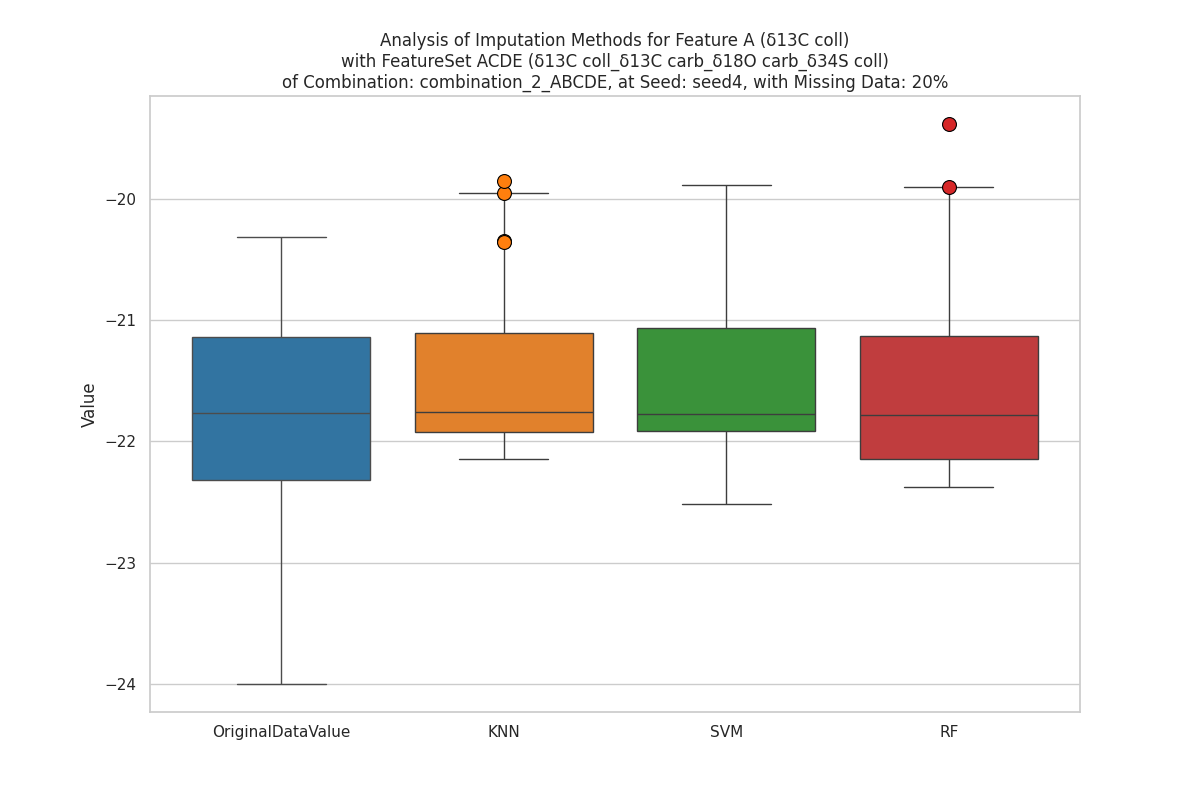 Analysis of Imputation Methods for Feature A (δ13C coll)
with FeatureSet ACDE (δ13C coll_δ13C carb_δ18O carb_δ34S coll)
of Combination: combination_2_ABCDE, at Seed: seed4, with Missing Data: 20%
Value
−20
−21
−22
−23
−24
OriginalDataValue
KNN
SVM
RF